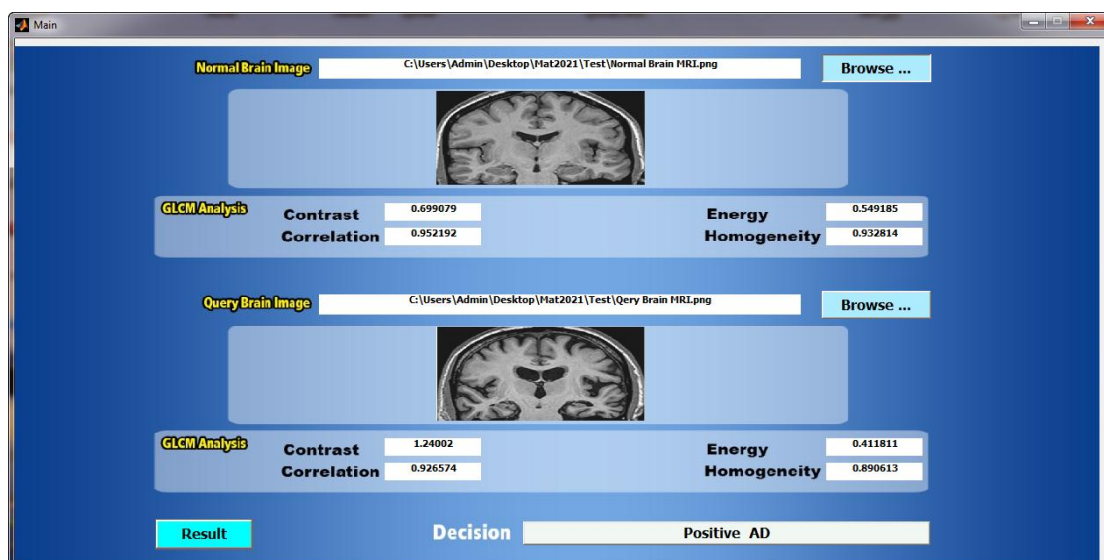 Main
Normal Brain Image C:\Users\Admin\Desktop\Mat2021\Test\Normal Brain MRI.png Browse ...
GLCM Analysis
Contrast 0.699079 Energy 0.549185
Correlation 0.952192 Homogeneity 0.932814
Query Brain Image C:\Users\Admin\Desktop\Mat2021\Test\Qery Brain MRI.png Browse ...
GLCM Analysis
Contrast 1.24002 Energy 0.411811
Correlation 0.926574 Homogeneity 0.890613
Result Decision Positive AD